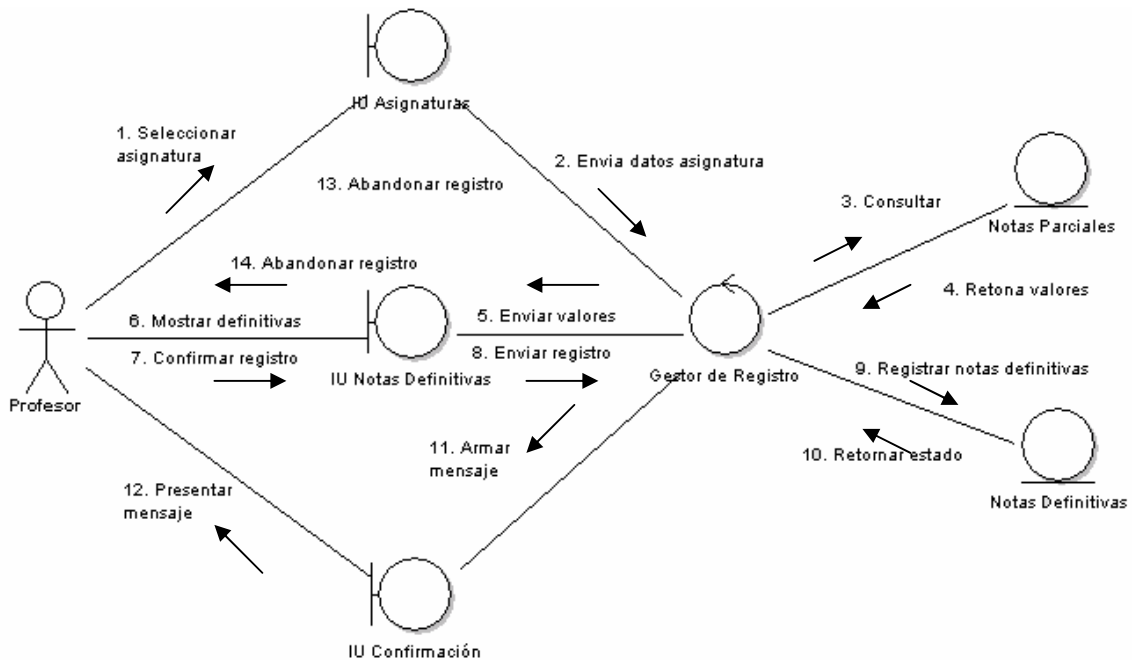 IU Asignaturas
1. Seleccionar
asignatura
2. Envia datos asignatura
13. Abandonar registro
3. Consultar
Notas Parciales
14. Abandonar registro
4. Retona valores
6. Mostrar definitivas
5. Enviar valores
7. Confirmar registro
8. Enviar registro
9. Registrar notas definitivas
IU Notas Definitivas
Gestor de Registro
Profesor
11. Armar
mensaje
10. Retornar estado
12. Presentar
mensaje
Notas Definitivas
IU Confirmación